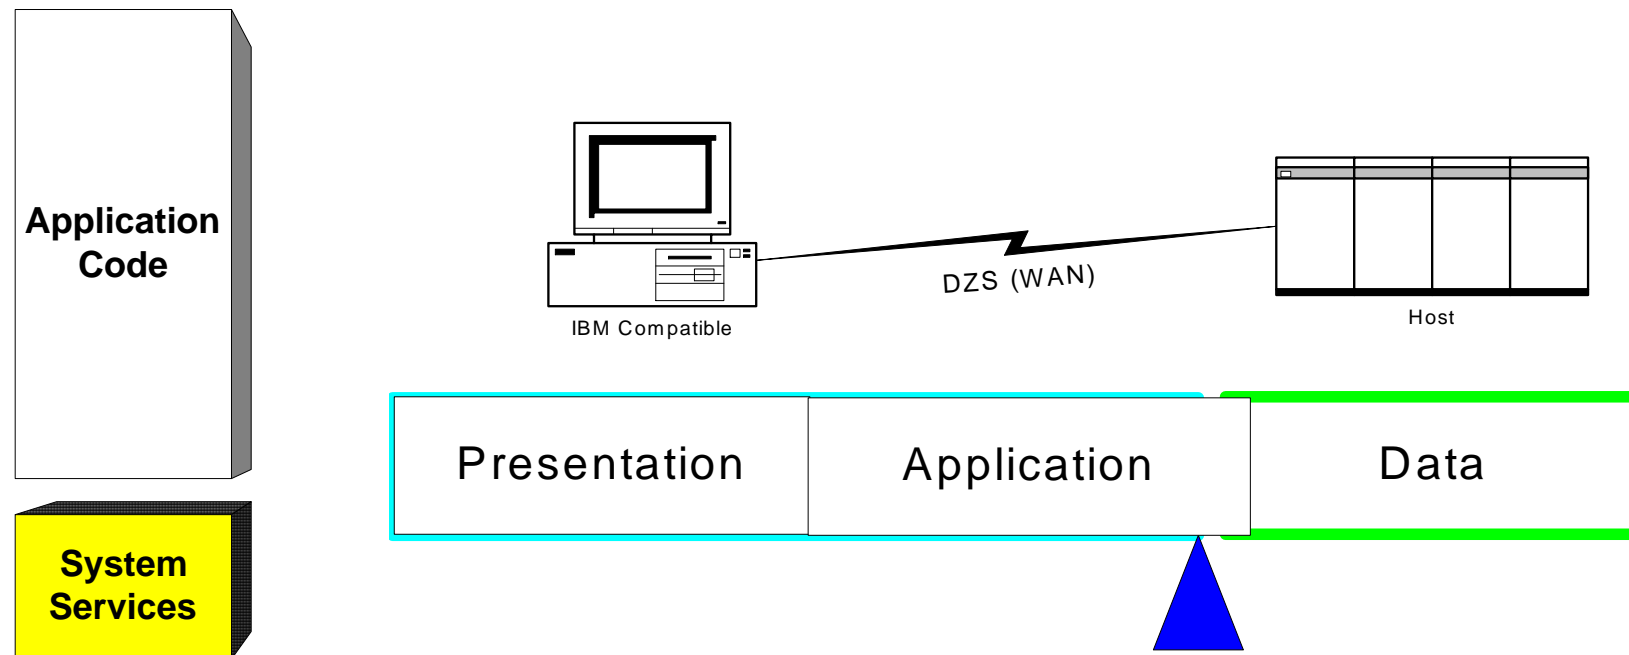 Application
Code
System
Services
IBM Compatible
DZS (WAN)
Host
Presentation
Application
Data